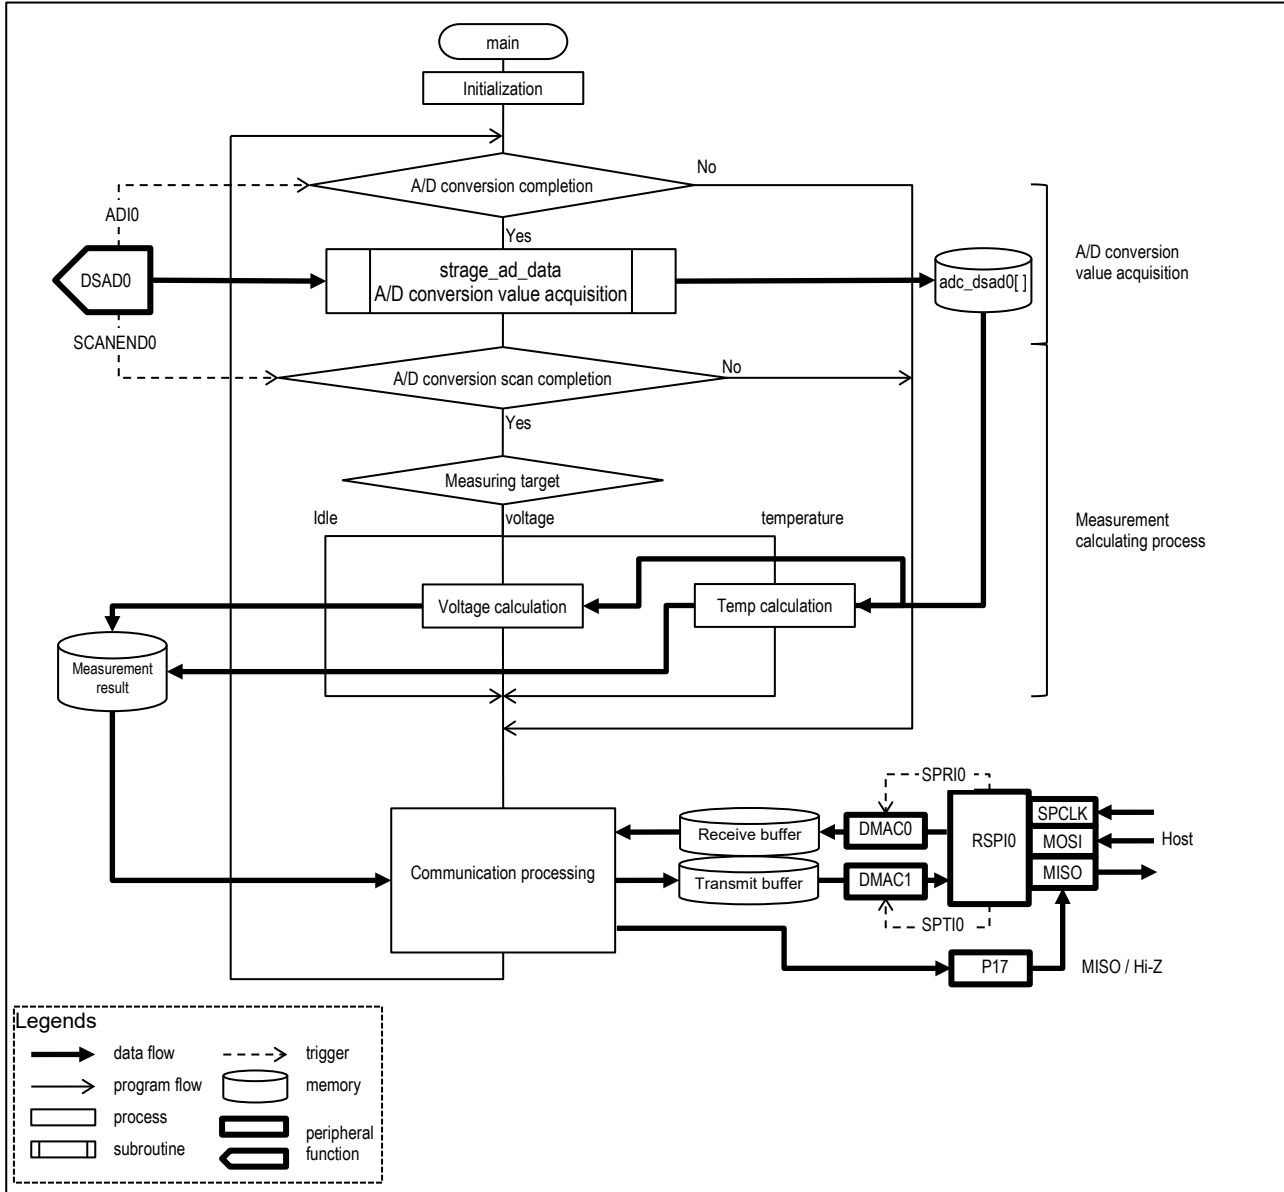 main
Initialization
A/D conversion completion
No
ADI0
Yes
DSAD0
strage_ad_data
A/D conversion value acquisition
adc_dsad0[ ]
A/D conversion
value acquisition
SCANEND0
A/D conversion scan completion
No
Yes
Measuring target
Idle
voltage
temperature
Measurement
calculating process
Voltage calculation
Temp calculation
Measurement
result
SPRI0
Receive buffer
DMAC0
RSPI0
SPCLK
MOSI
Host
Communication processing
Transmit buffer
DMAC1
MISO
SPTI0
P17
MISO / Hi-Z
Legends
data flow
trigger
program flow
memory
process
peripheral
function
subroutine